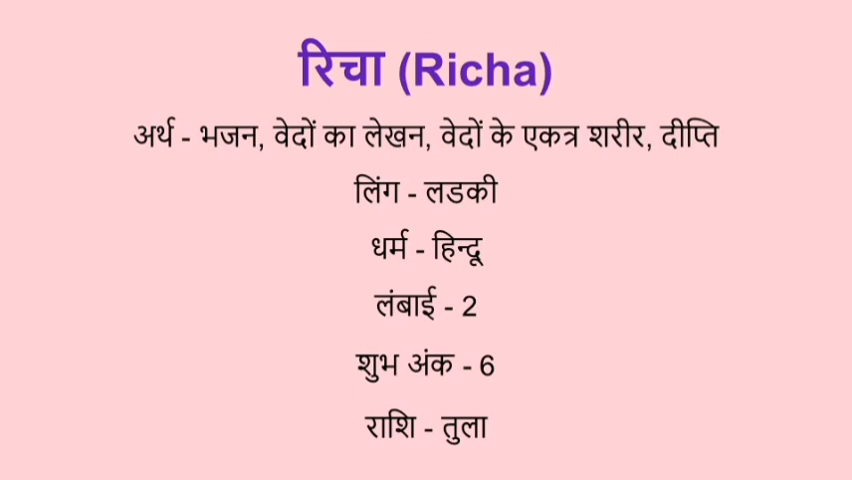 रिचा (Richa)
अर्थ - भजन, वेदों का लेखन, वेदों के एकत्र शरीर, दीप्ति
लिंग - लडकी
धर्म - हिन्दू
लंबाई - 2
शुभ अंक - 6
राशि - तुला